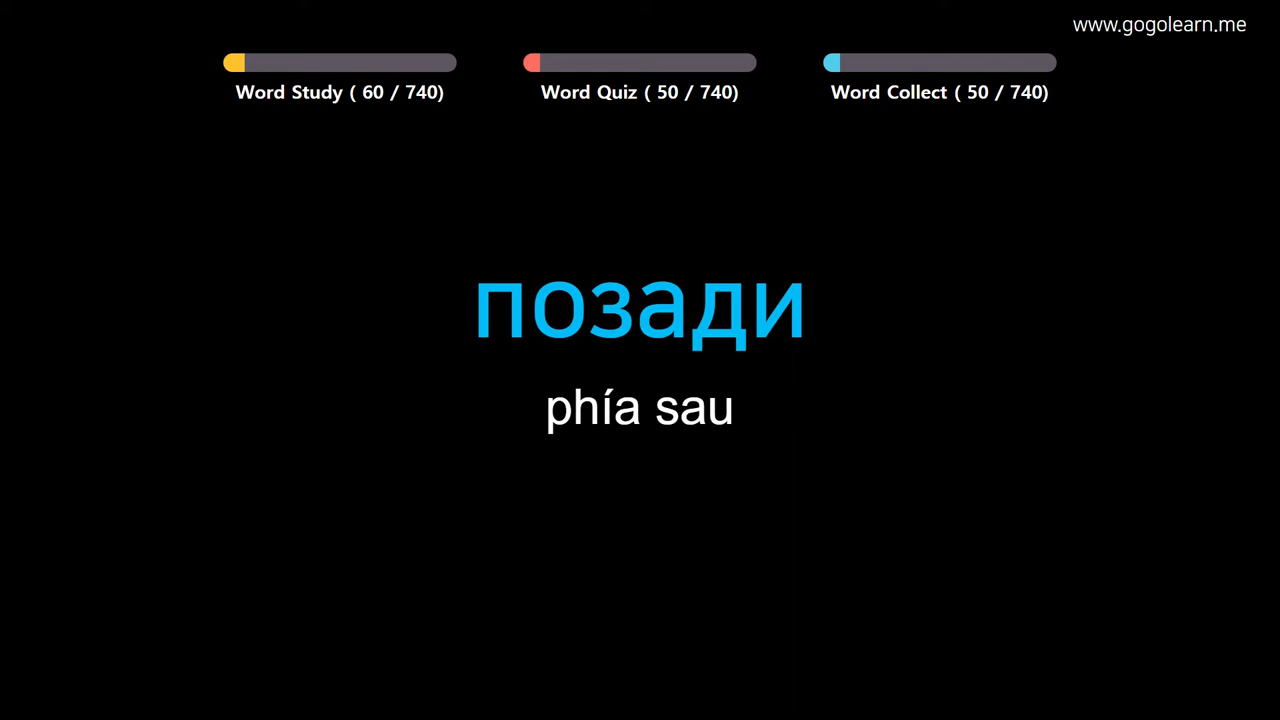 www.gogolearn.me
Word Study ( 60 / 740)
Word Quiz ( 50 / 740)
Word Collect ( 50 / 740)
позади
phía sau